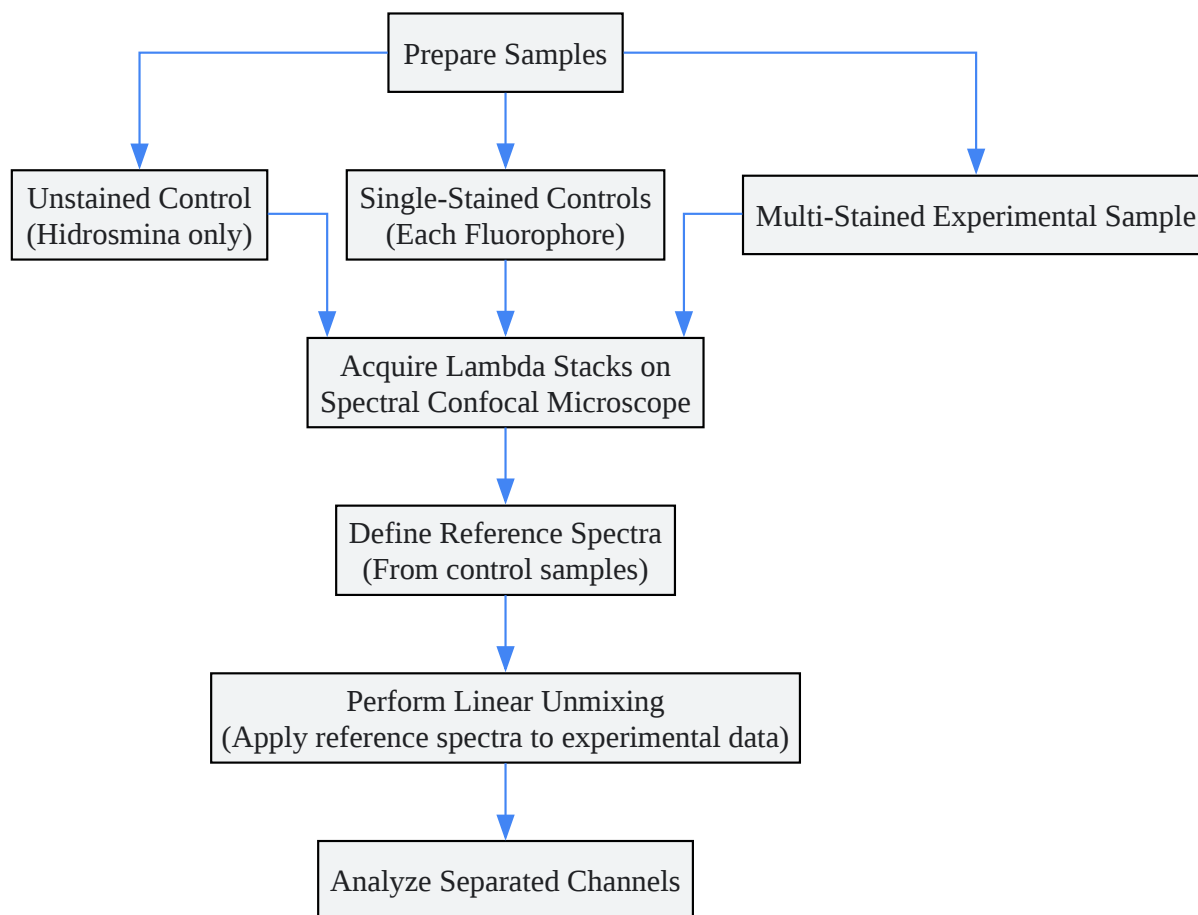 Prepare Samples
Unstained Control
(Hidrosmina only)
Single-Stained Controls
(Each Fluorophore)
Multi-Stained Experimental Sample
Acquire Lambda Stacks on
Spectral Confocal Microscope
Define Reference Spectra
(From control samples)
Perform Linear Unmixing
(Apply reference spectra to experimental data)
Analyze Separated Channels